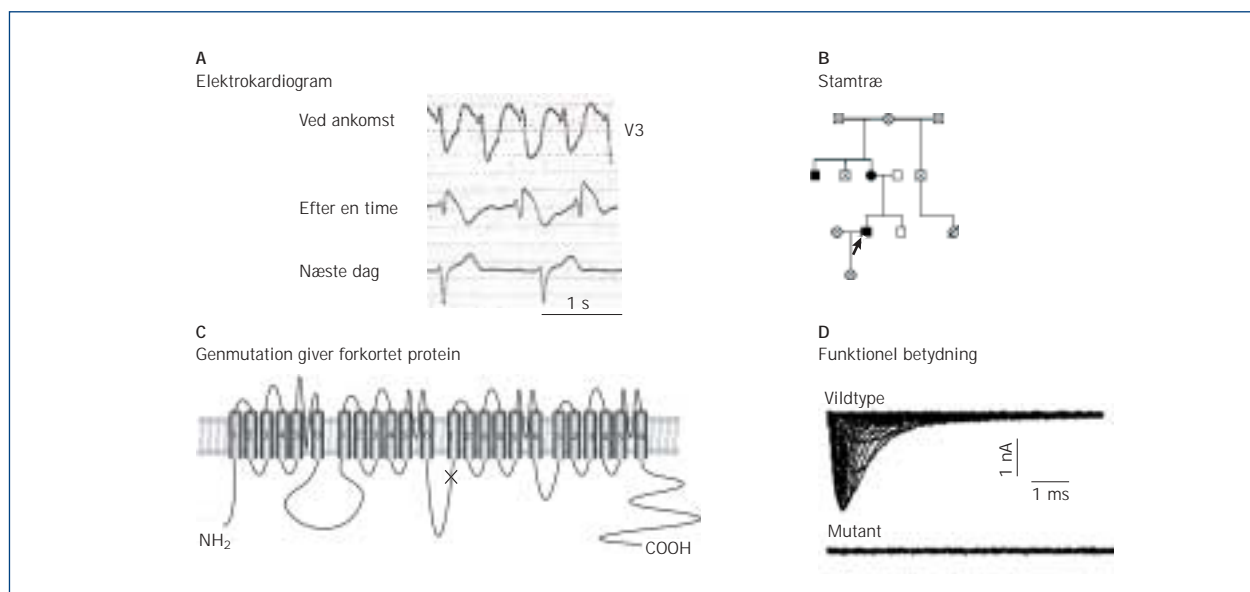 A
Elektrokardiogram
Ved ankomst
V3
Efter en time
Næste dag
1 s
B
Stamtræ
C
Genmutation giver forkortet protein
NH2
COOH
D
Funktionel betydning
Vildtype
1 nA
1 ms
Mutant